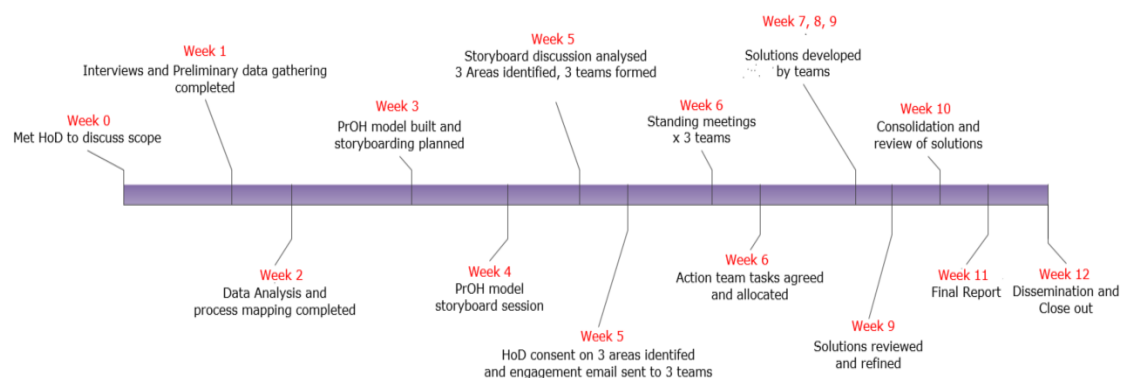 Week 0
Met HoD to discuss scope
Week 1
Interviews and Preliminary data gathering
completed
Week 2
Data Analysis and
process mapping completed
Week 3
PrOH model built and
storyboarding planned
Week 4
PrOH model
storyboard session
Week 5
Storyboard discussion analysed
3 Areas identified, 3 teams formed
Week 5
HoD consent on 3 areas identifed
and engagement email sent to 3 teams
Week 6
Standing meetings
x 3 teams
Week 6
Action team tasks agreed
and allocated
Week 7, 8, 9
Solutions developed
by teams
Week 9
Solutions reviewed
and refined
Week 10
Consolidation and
review of solutions
Week 11
Final Report
Week 12
Dissemination and
Close out